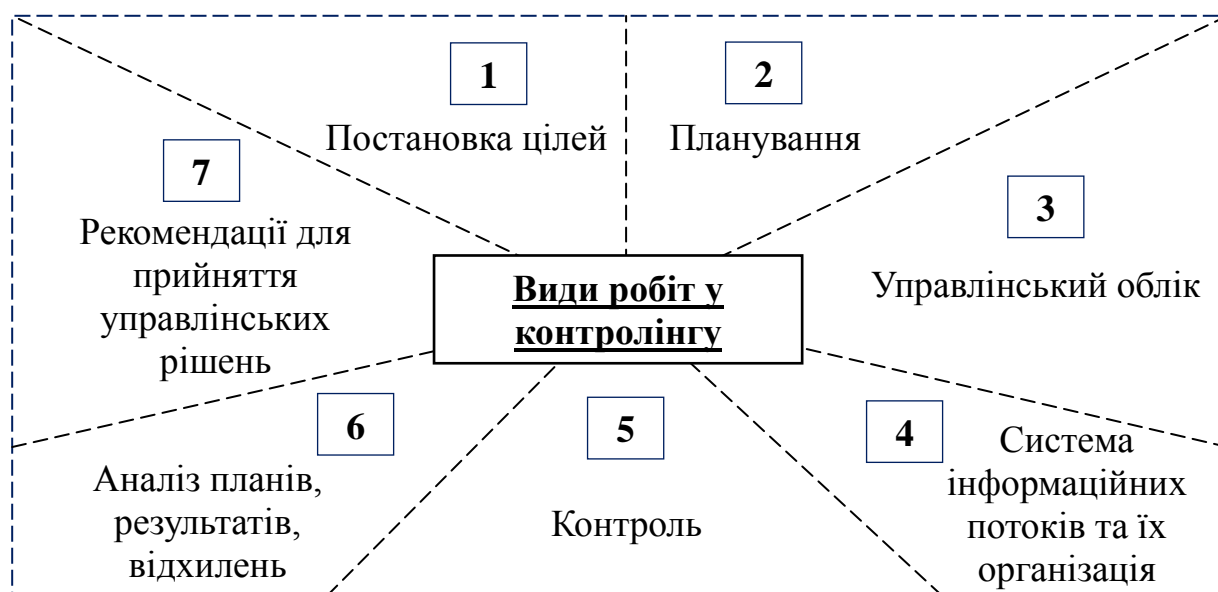 1
Постановка цілей
2
Планування
3
Управлінський облік
4
Система
інформаційних
потоків та їх
організація
5
Контроль
6
Аналіз планів,
результатів,
відхилень
7
Рекомендації для
прийняття
управлінських
рішень
Види робіт у
контролінгу